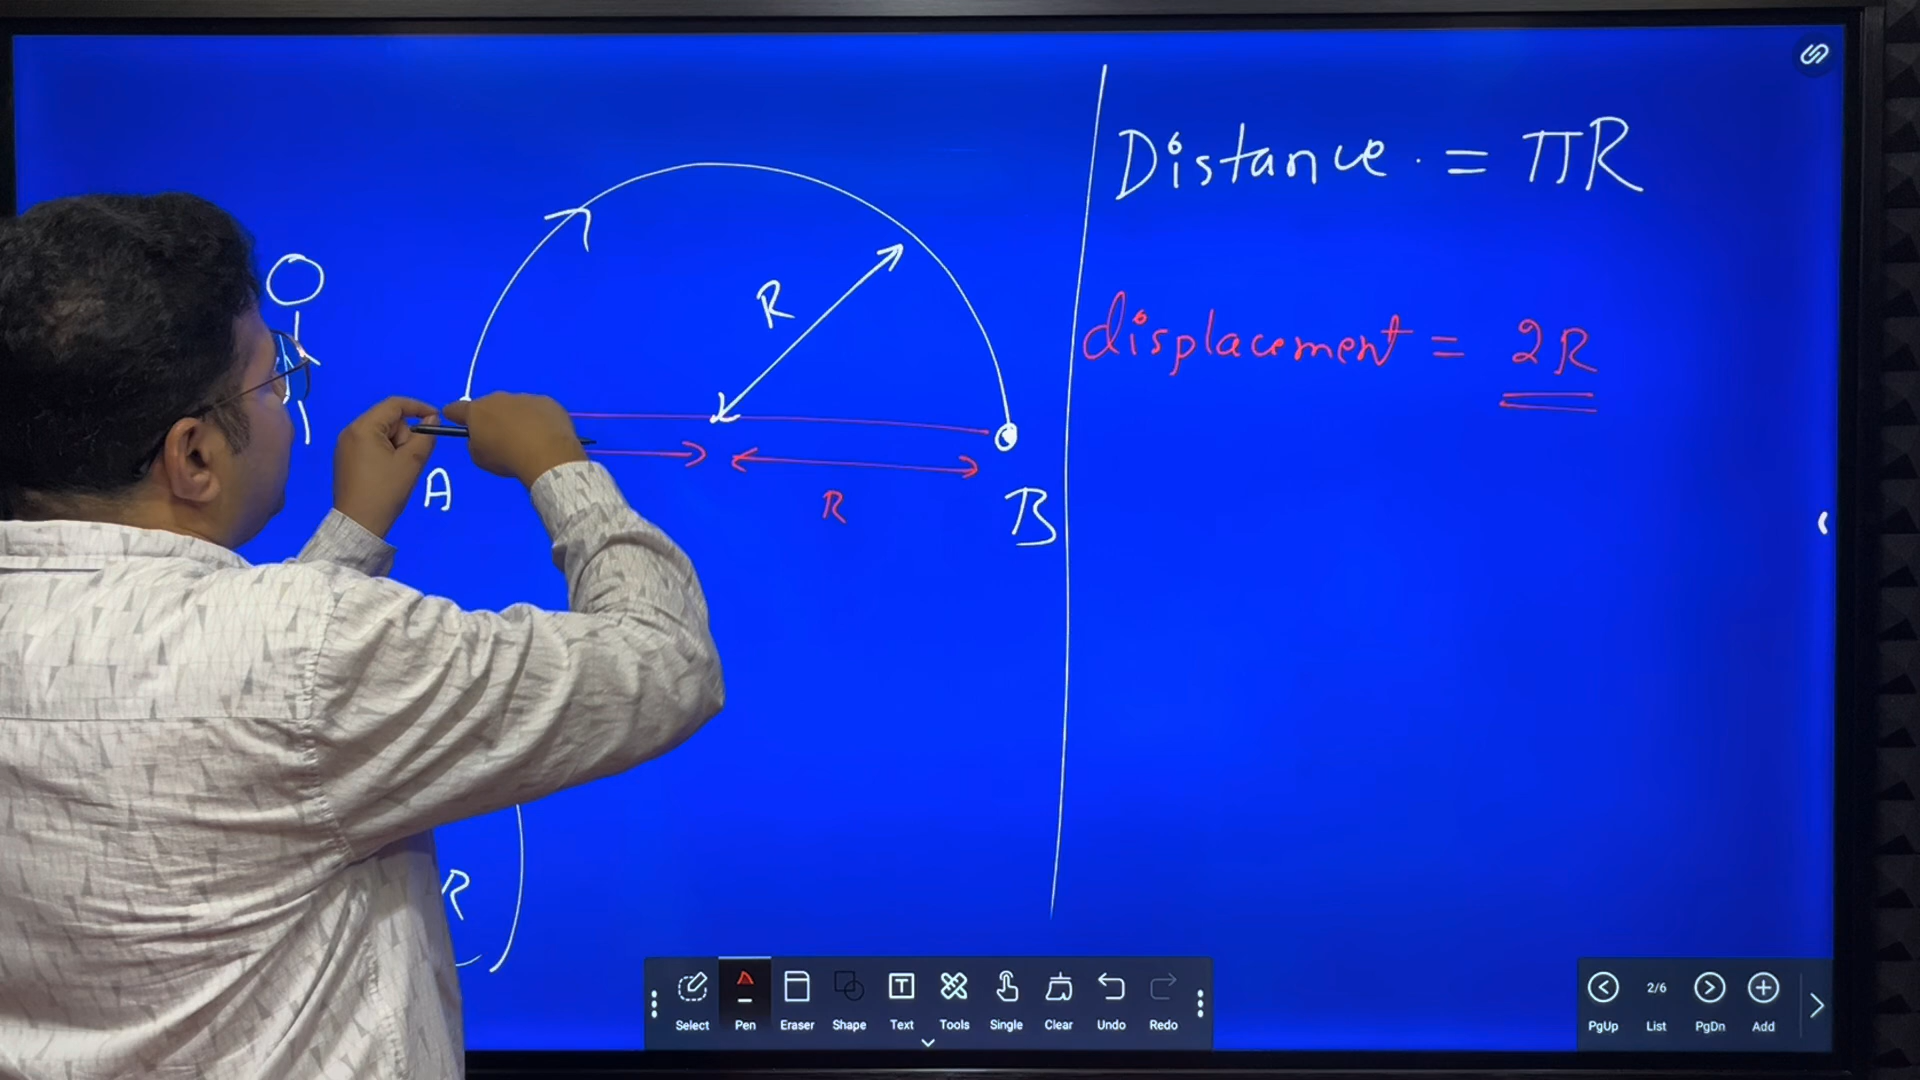 Distance . = πR
R
displacement = 2R
A
R
B
R
Select Pen Eraser Shape Text Tools Single Clear Undo Redo
PgUp 2/6 List PgDn Add